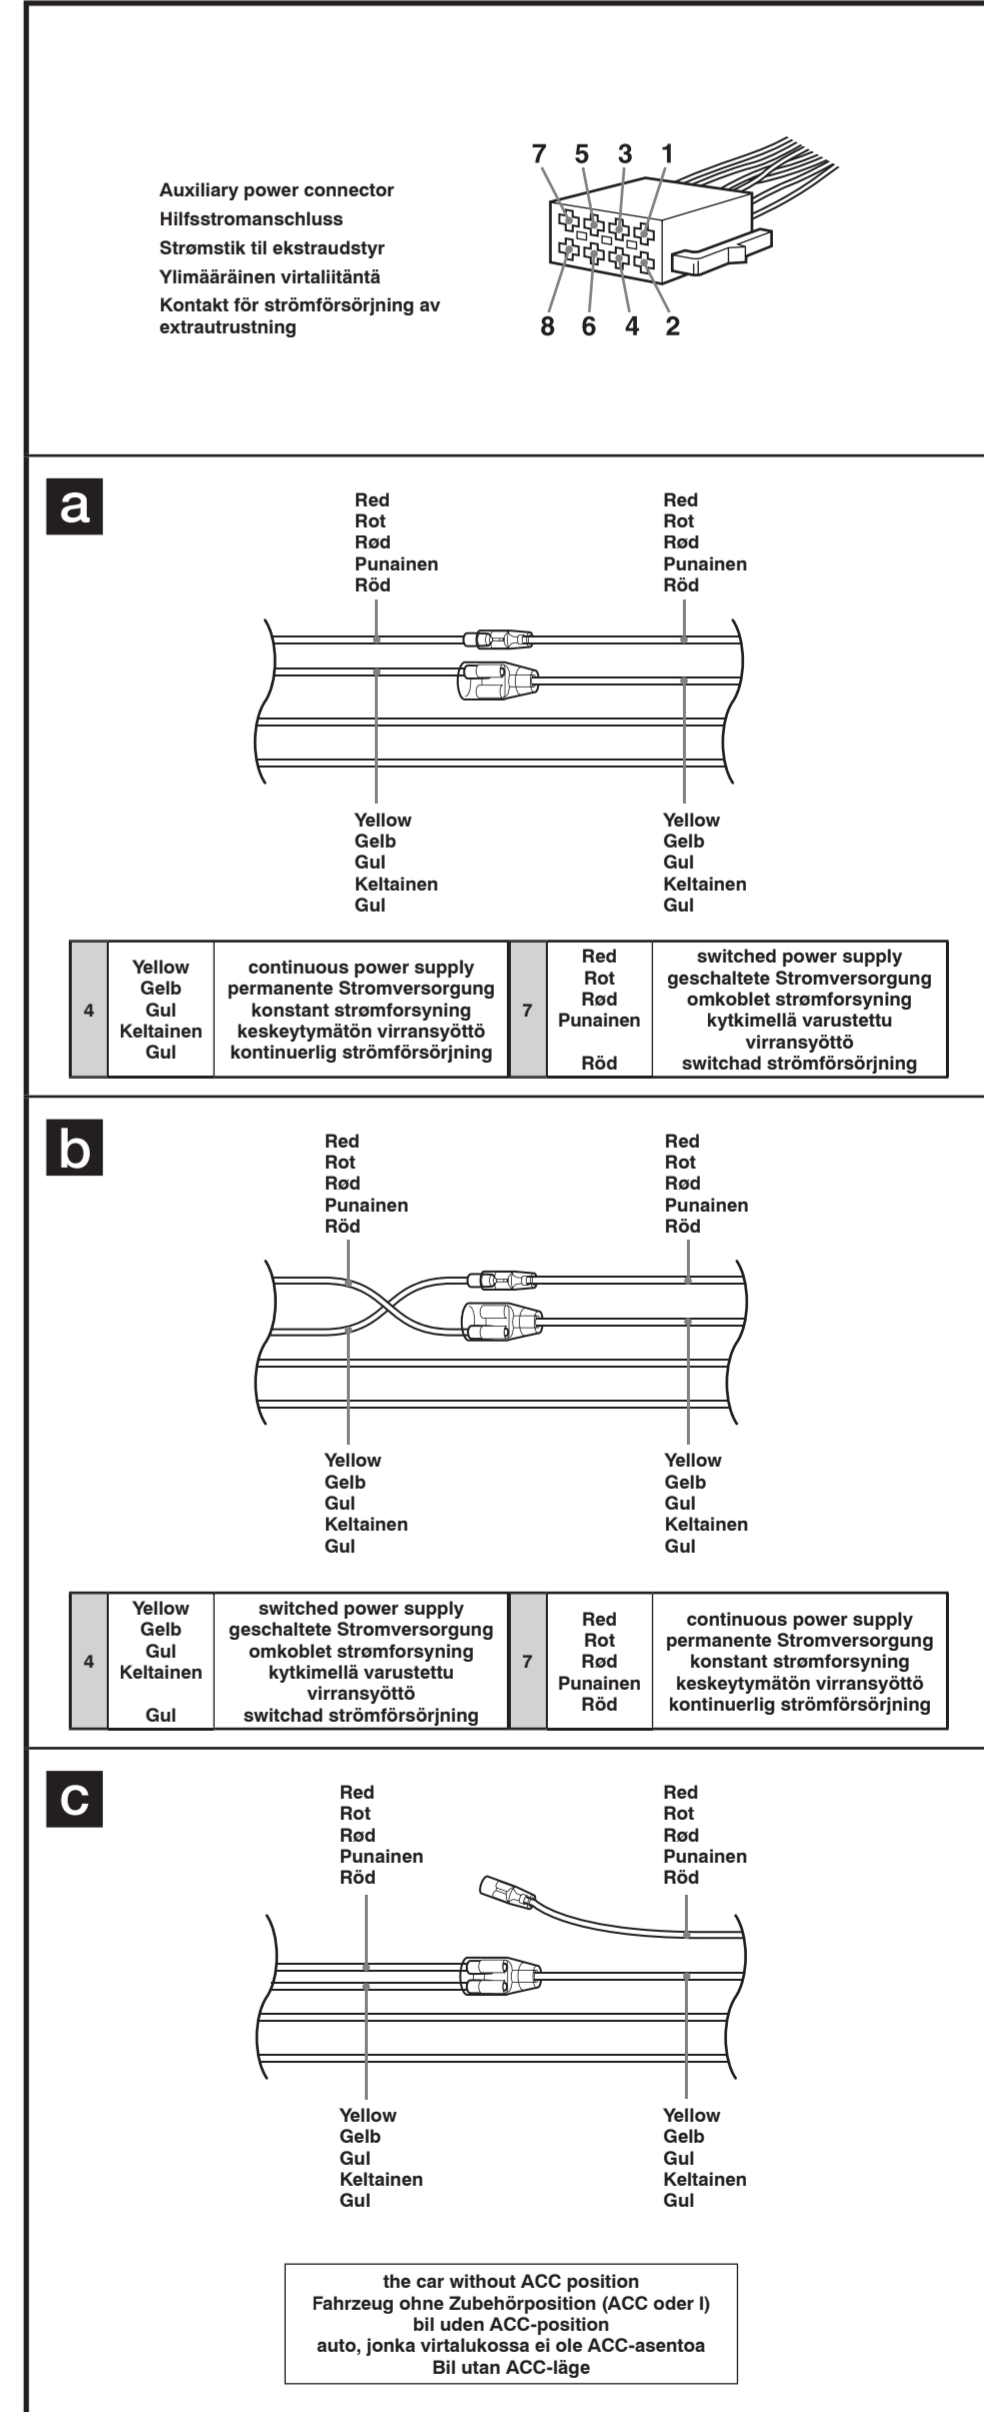 7 5 3 1
Auxiliary power connector
Hilfsstromanschluss
Strømstik til ekstraudstyr
Ylimääräinen virtaliitäntä
Kontakt för strömförsörjning av
extrautrustning
8 6 4 2
a
Red
Rot
Rød
Punainen
Röd
Red
Rot
Rød
Punainen
Röd
Yellow
Gelb
Gul
Keltainen
Gul
Yellow
Gelb
Gul
Keltainen
Gul
4
Yellow
Gelb
Gul
Keltainen
Gul
continuous power supply
permanente Stromversorgung
konstant strømforsyning
keskeytymätön virransyöttö
kontinuerlig strömförsörjning
7
Red
Rot
Rød
Punainen
Röd
switched power supply
geschaltete Stromversorgung
omkoblet strømforsyning
kytkimellä varustettu
virransyöttö
switchad strömförsörjning
b
Red
Rot
Rød
Punainen
Röd
Red
Rot
Rød
Punainen
Röd
Yellow
Gelb
Gul
Keltainen
Gul
Yellow
Gelb
Gul
Keltainen
Gul
4
Yellow
Gelb
Gul
Keltainen
Gul
switched power supply
geschaltete Stromversorgung
omkoblet strømforsyning
kytkimellä varustettu
virransyöttö
switchad strömförsörjning
7
Red
Rot
Rød
Punainen
Röd
continuous power supply
permanente Stromversorgung
konstant strømforsyning
keskeytymätön virransyöttö
kontinuerlig strömförsörjning
c
Red
Rot
Rød
Punainen
Röd
Red
Rot
Rød
Punainen
Röd
Yellow
Gelb
Gul
Keltainen
Gul
Yellow
Gelb
Gul
Keltainen
Gul
the car without ACC position
Fahrzeug ohne Zubehörposition (ACC oder I)
bil uden ACC-position
auto, jonka virtalukossa ei ole ACC-asentoa
Bil utan ACC-läge